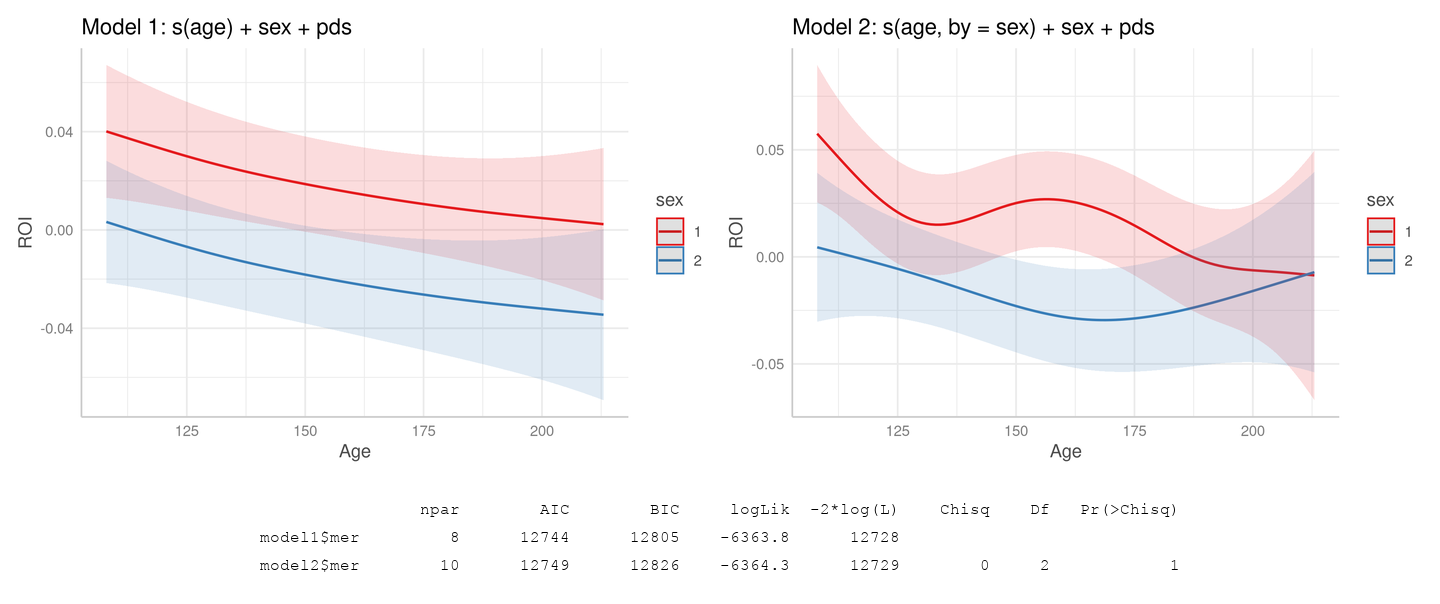 Model 1: s(age) + sex + pds
0.04
0.00
-0.04
ROI
125 150 175 200
Age
sex
1
2
Model 2: s(age, by = sex) + sex + pds
0.05
0.00
-0.05
ROI
125 150 175 200
Age
sex
1
2
npar AIC BIC logLik -2*log(L) Chisq Df Pr(>Chisq)
model1$mer 8 12744 12805 -6363.8 12728
model2$mer 10 12749 12826 -6364.3 12729 0 2 1